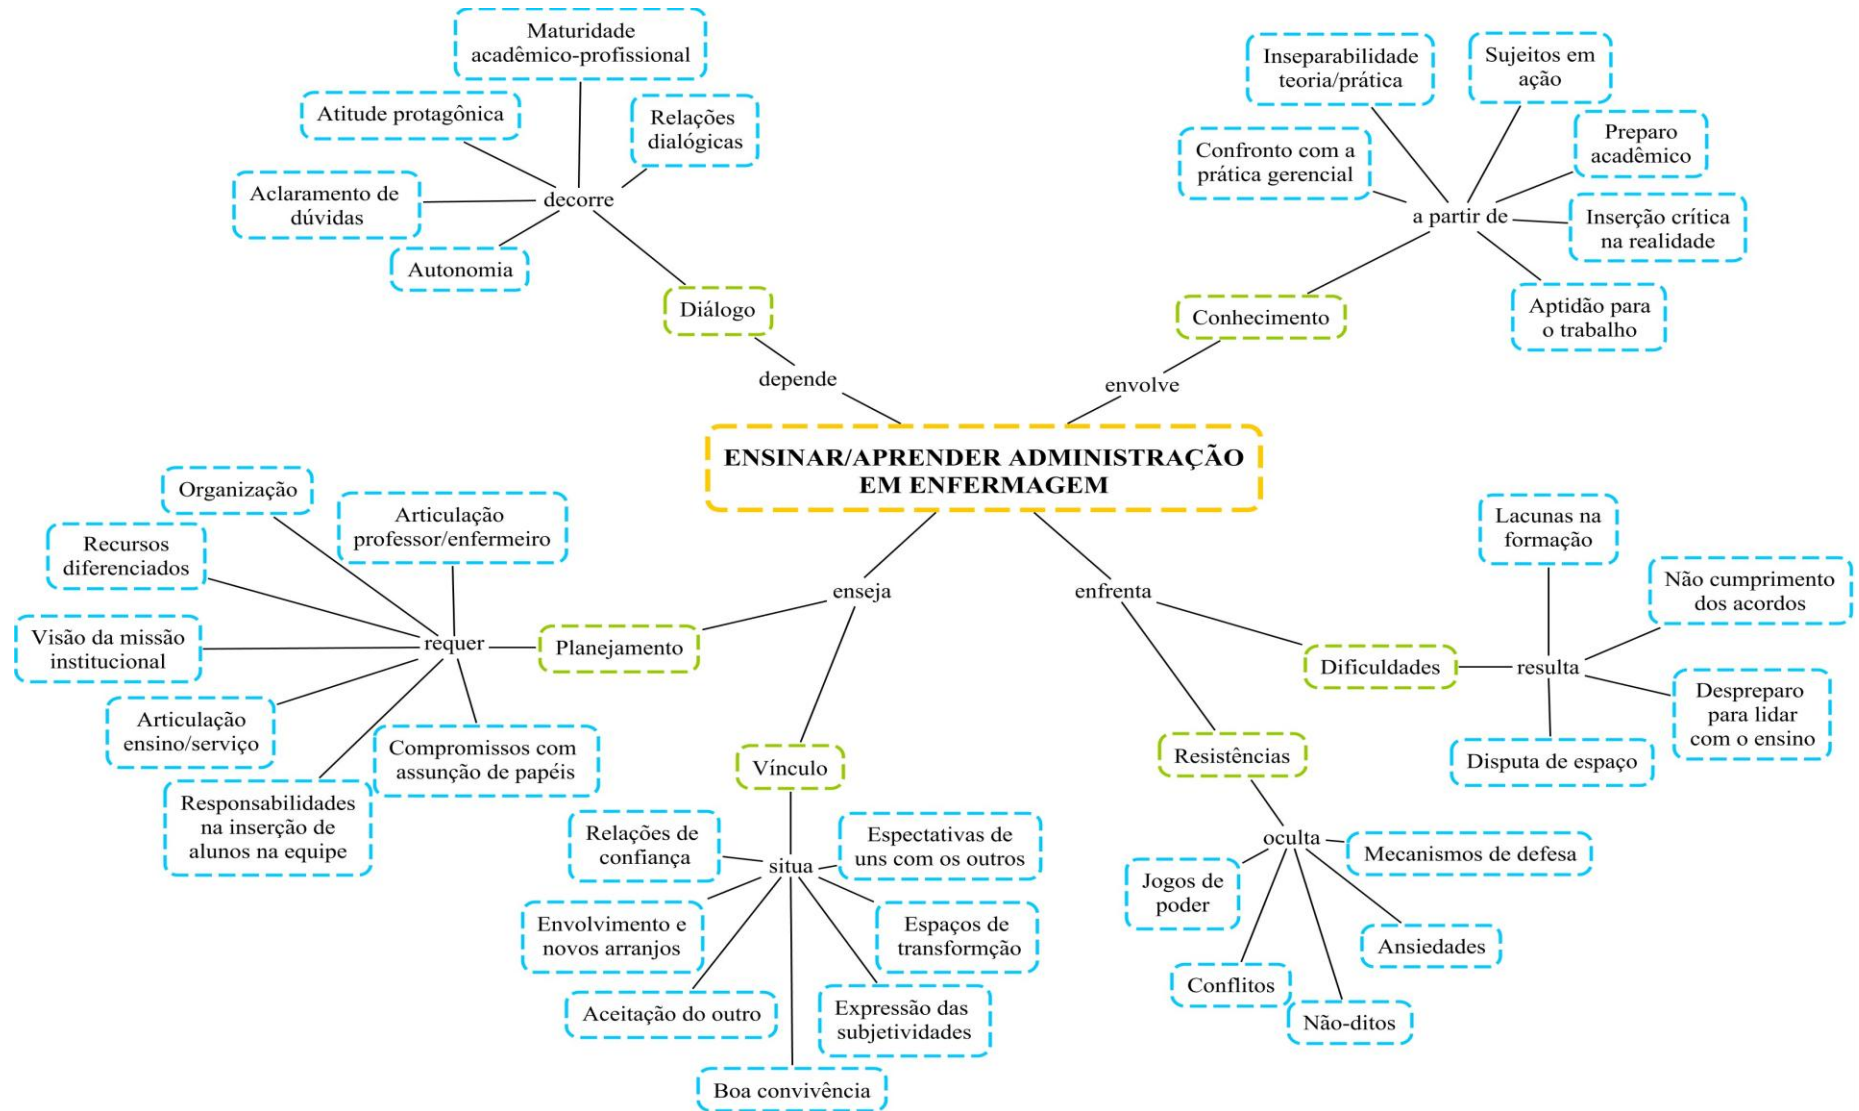 Maturidade
acadêmico-profissional
Atitude protagônica
Relações
dialógicas
Aclaramento de
dúvidas
decorre
Autonomia
Diálogo
depende
Inseparabilidade
teoria/prática
Sujeitos em
ação
Confronto com a
prática gerencial
Preparo
acadêmico
a partir de
Inserção crítica
na realidade
Aptidão para
o trabalho
Conhecimento
envolve
ENSINAR/APRENDER ADMINISTRAÇÃO
EM ENFERMAGEM
Organização
Articulação
professor/enfermeiro
Recursos
diferenciados
Visão da missão
institucional
requer
Planejamento
enseja
Articulação
ensino/serviço
Compromissos com
assunção de papéis
Responsabilidades
na inserção de
alunos na equipe
Vínculo
Relações de
confiança
situa
Espectativas de
uns com os outros
Envolvimento e
novos arranjos
Espaços de
transformção
Aceitação do outro
Expressão das
subjetividades
Boa convivência
enfrenta
Dificuldades
resulta
Lacunas na
formação
Não cumprimento
dos acordos
Despreparo
para lidar
com o ensino
Disputa de espaço
Resistências
oculta
Mecanismos de defesa
Jogos de
poder
Ansiedades
Conflitos
Não-ditos